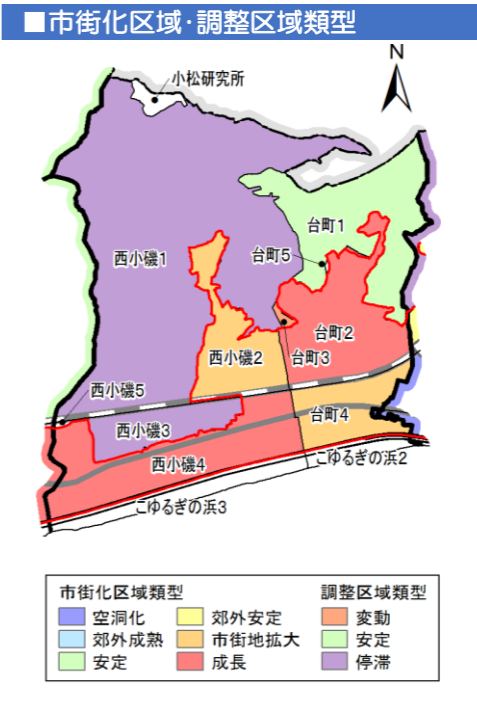 ■市街化区域･調整区域類型
N
小松研究所
台町1
西小磯1
台町5
台町2
西小磯2
台町3
西小磯5
台町4
西小磯3
西小磯4
こゆるぎの浜2
こゆるぎの浜3
市街化区域類型
調整区域類型
空洞化
郊外安定
変動
郊外成熟
市街地拡大
安定
安定
成長
停滞